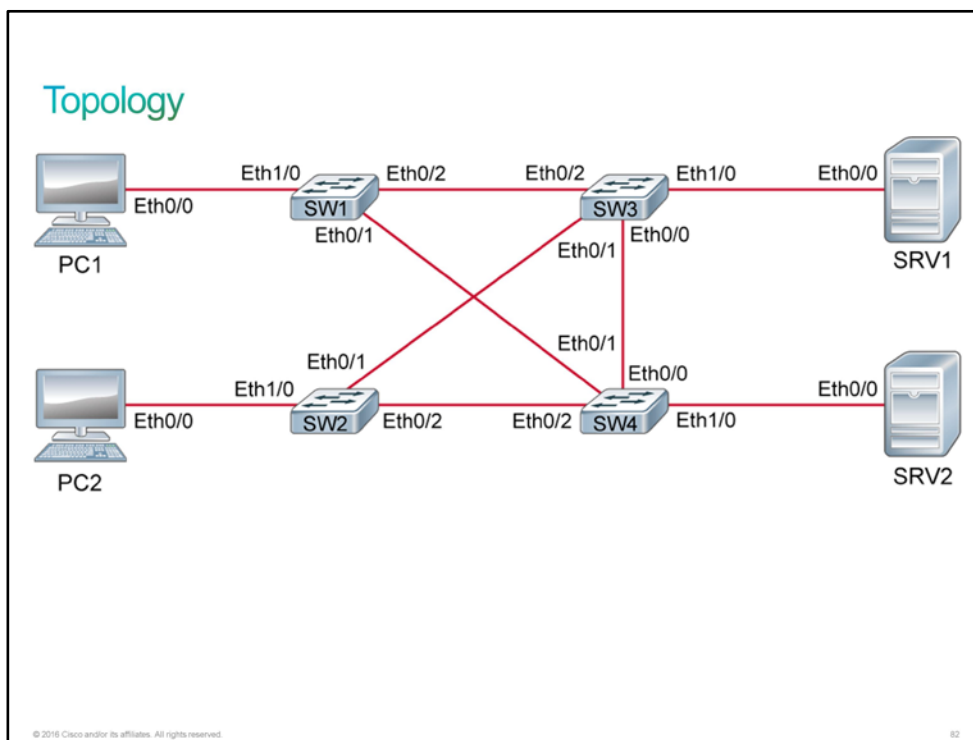 Topology
Eth1/0
Eth0/2
Eth0/2
Eth1/0
Eth0/0
Eth0/0
SW1
SW3
Eth0/1
Eth0/1
Eth0/0
PC1
SRV1
Eth0/1
Eth0/1
Eth0/0
Eth1/0
Eth0/0
Eth0/0
SW2
Eth0/2
Eth0/2
SW4
Eth1/0
PC2
SRV2
© 2016 Cisco and/or its affiliates. All rights reserved.
82